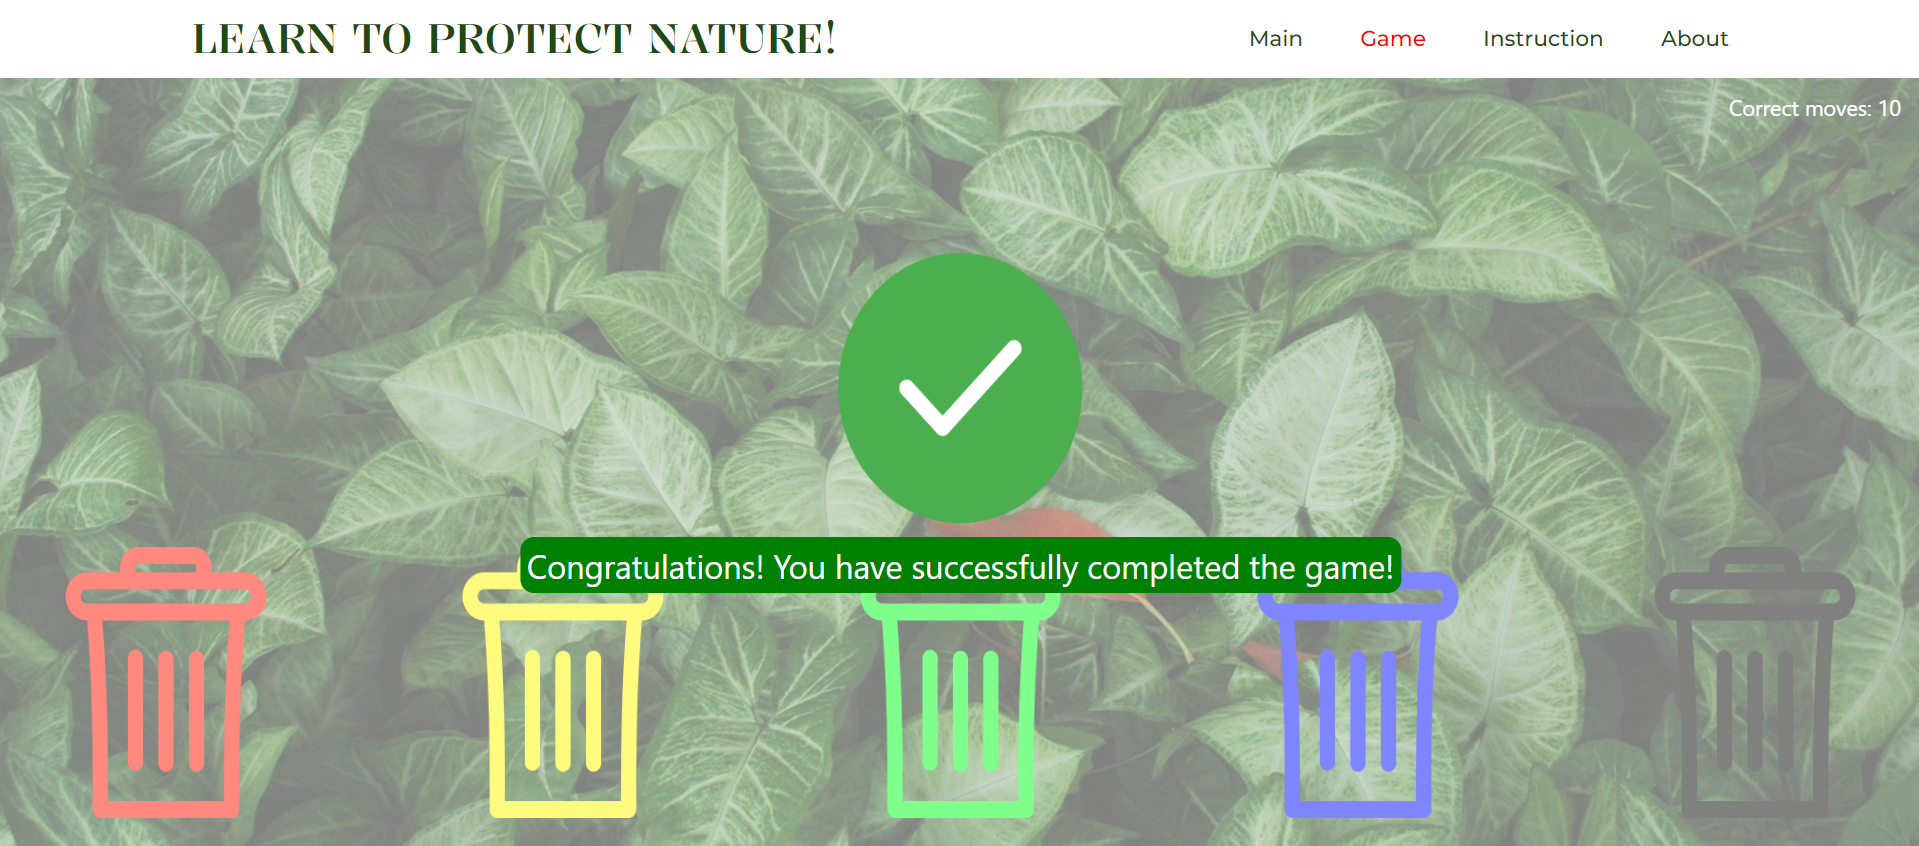 LEARN TO PROTECT NATURE!
Main Game Instruction About
Correct moves: 10
Congratulations! You have successfully completed the game!